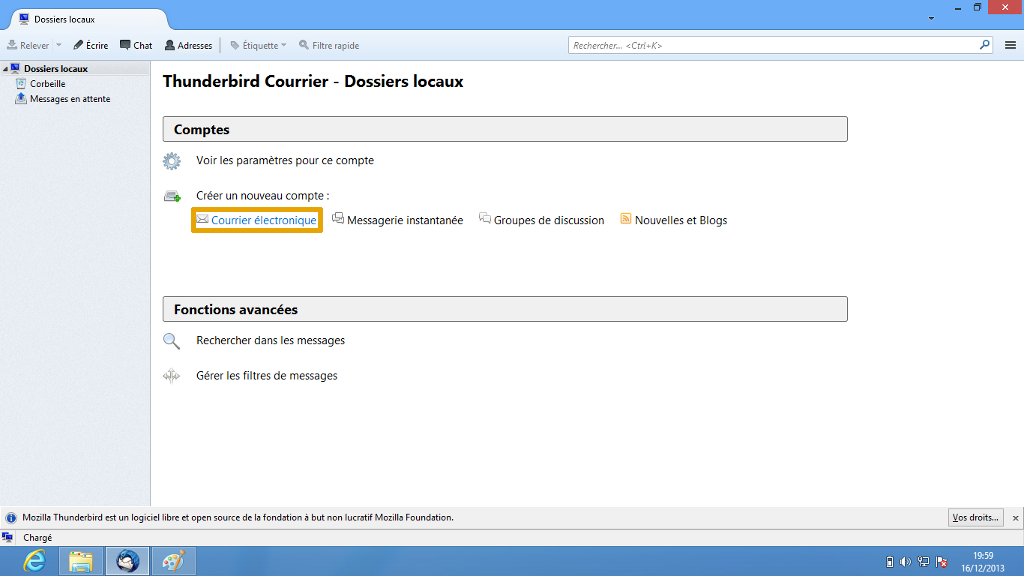 Dossiers locaux
Relever Écrire Chat Adresses Étiquette Filtre rapide Rechercher... <Ctrl+K>
Dossiers locaux
Corbeille
Messages en attente
Thunderbird Courrier - Dossiers locaux
Comptes
Voir les paramètres pour ce compte
Créer un nouveau compte :
Courrier électronique Messagerie instantanée Groupes de discussion Nouvelles et Blogs
Fonctions avancées
Rechercher dans les messages
Gérer les filtres de messages
Mozilla Thunderbird est un logiciel libre et open source de la fondation à but non lucratif Mozilla Foundation. Vos droits...
Chargé
19:59
16/12/2013